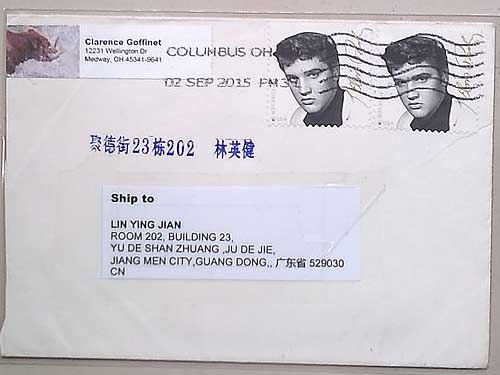 Clarence Goffinet
12231 Wellington Dr
Medway, OH 45341-9641
COLUMBUS OH
02 SEP 2015 PM 3
聚德街23栋202 林英健
Ship to
LIN YING JIAN
ROOM 202, BUILDING 23,
YU DE SHAN ZHUANG ,JU DE JIE,
JIANG MEN CITY,GUANG DONG,, 广东省 529030
CN